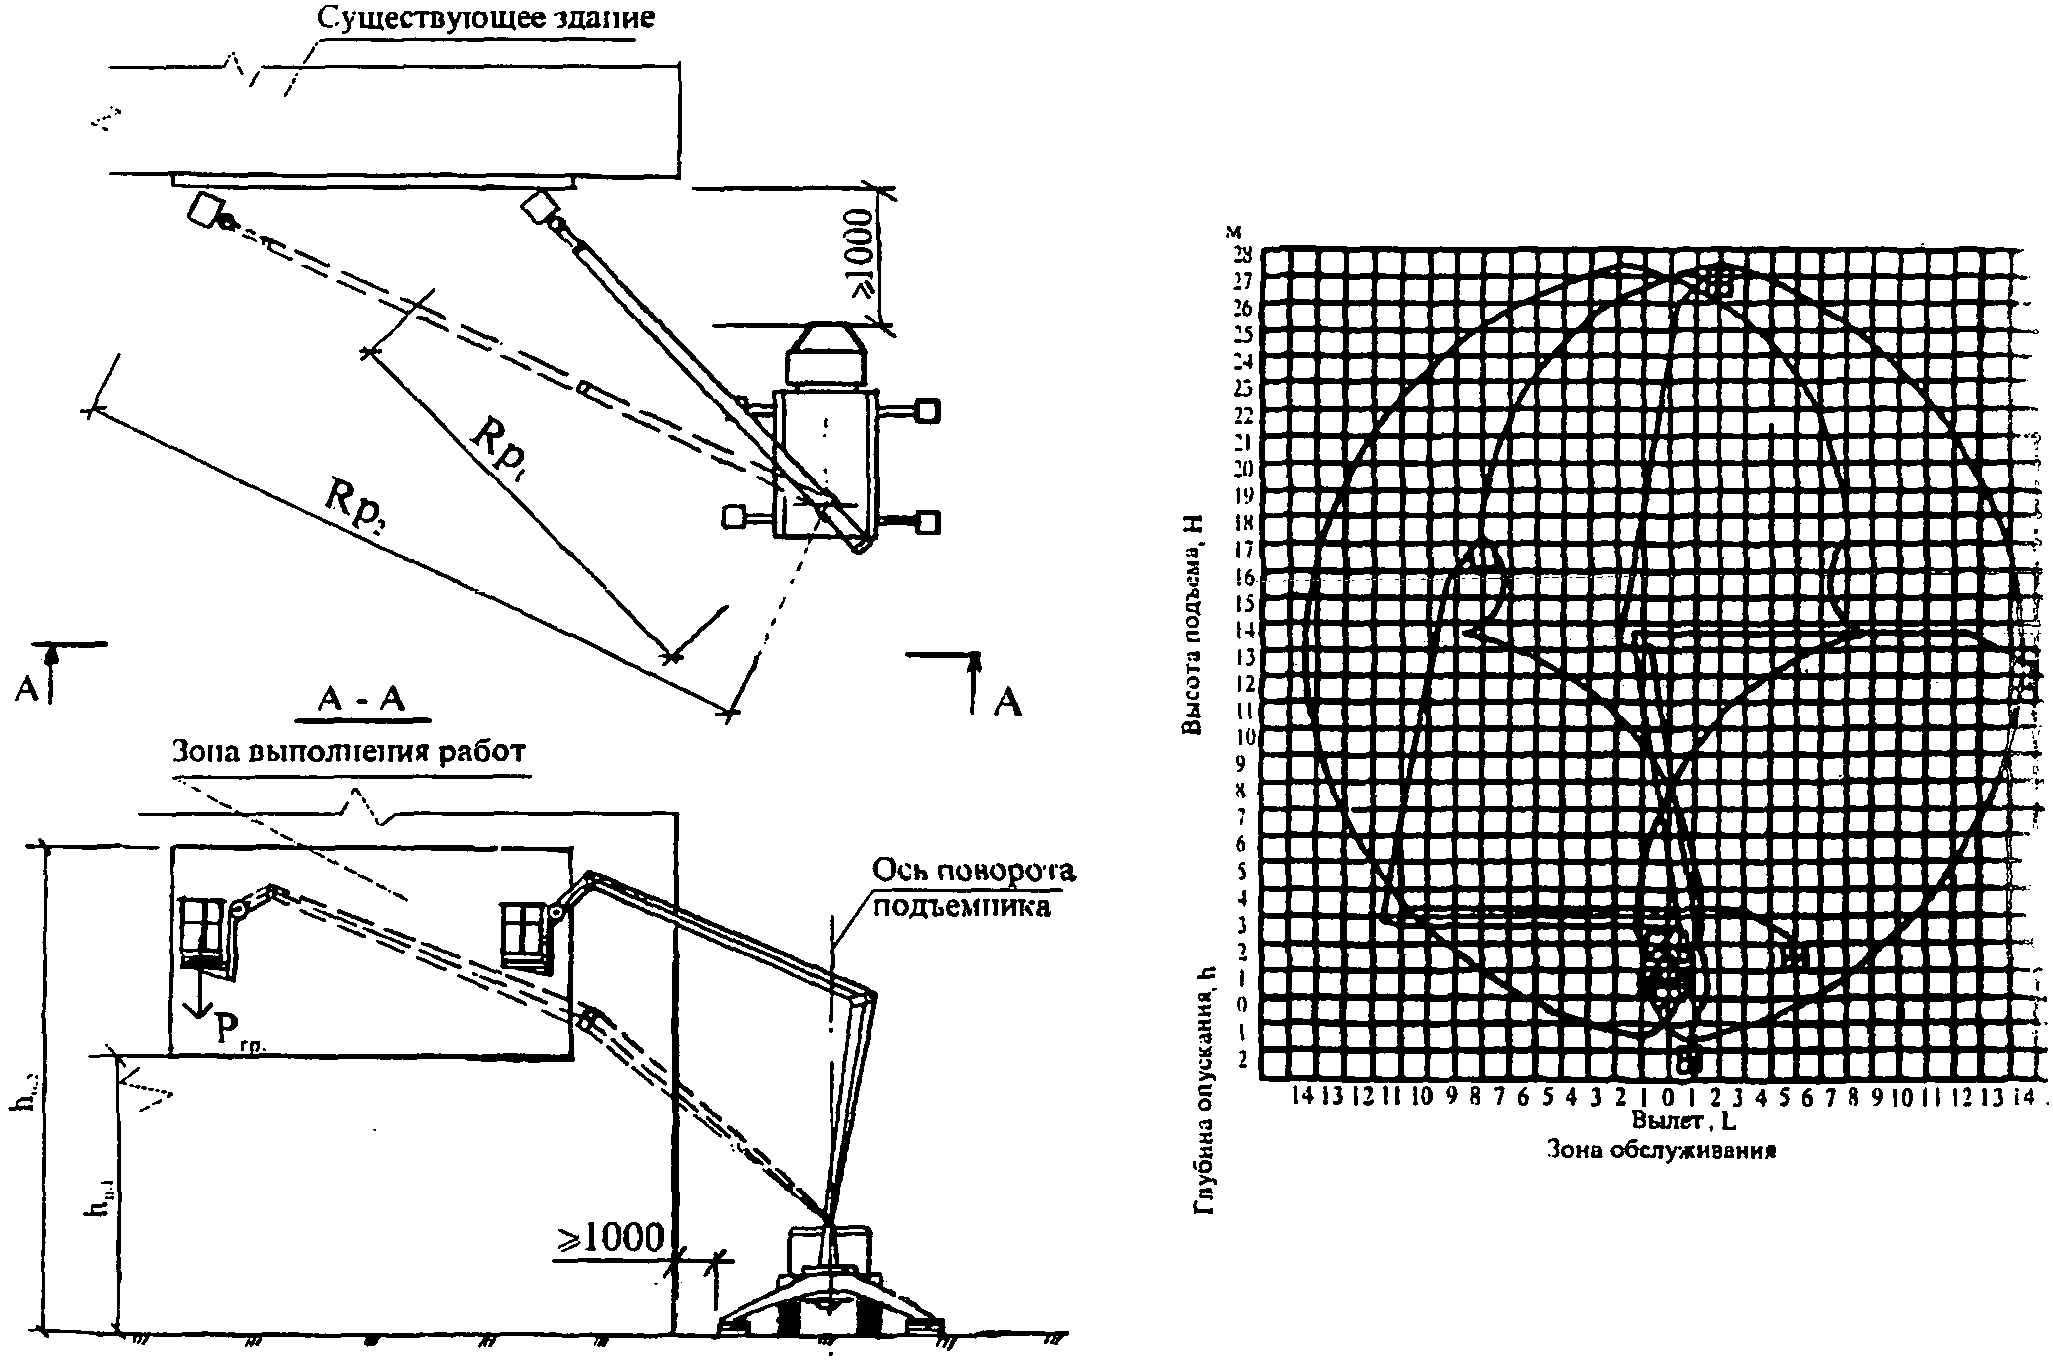 Существующее здание
≥1000
Rp₁
Rp₂
А
А
А - А
Зона выполнения работ
Ось поворота
подъемника
Pгр.
≥1000
м
28
27
26
25
24
23
22
21
20
19
18
17
16
15
14
13
12
11
10
9
8
7
6
5
4
3
2
1
0
1
2
Высота подъема, Н
Глубина опускания, h
14 13 12 11 10 9 8 7 6 5 4 3 2 1 0 1 2 3 4 5 6 7 8 9 10 11 12 13 14
Вылет, L
Зона обслуживания